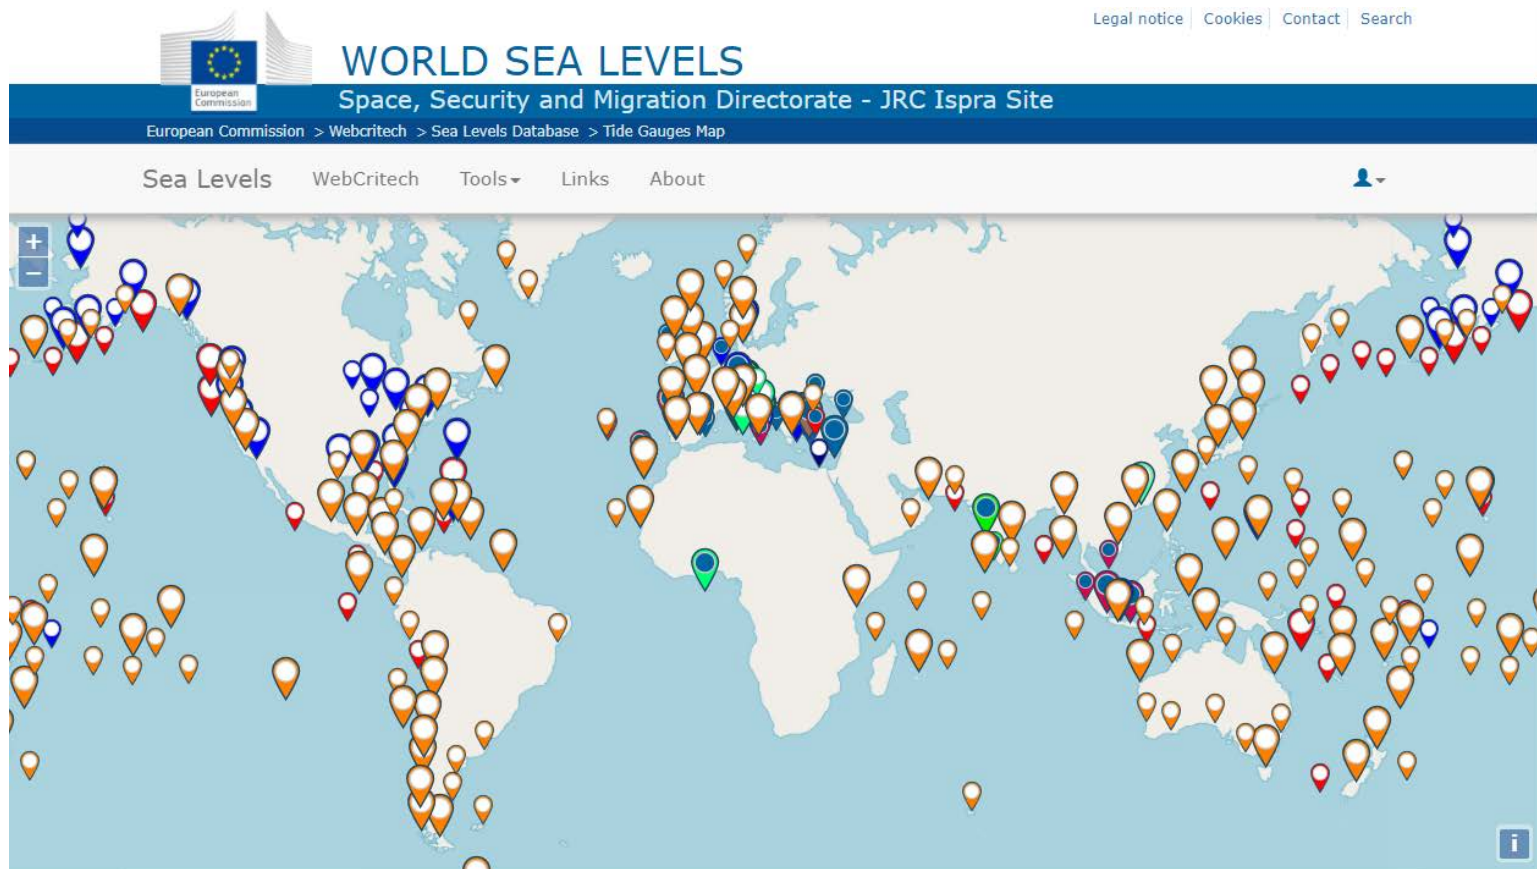 Legal notice Cookies Contact Search
WORLD SEA LEVELS
European
Commission
Space, Security and Migration Directorate - JRC Ispra Site
European Commission > Webcritech > Sea Levels Database > Tide Gauges Map
Sea Levels WebCritech Tools Links About
+
−
i